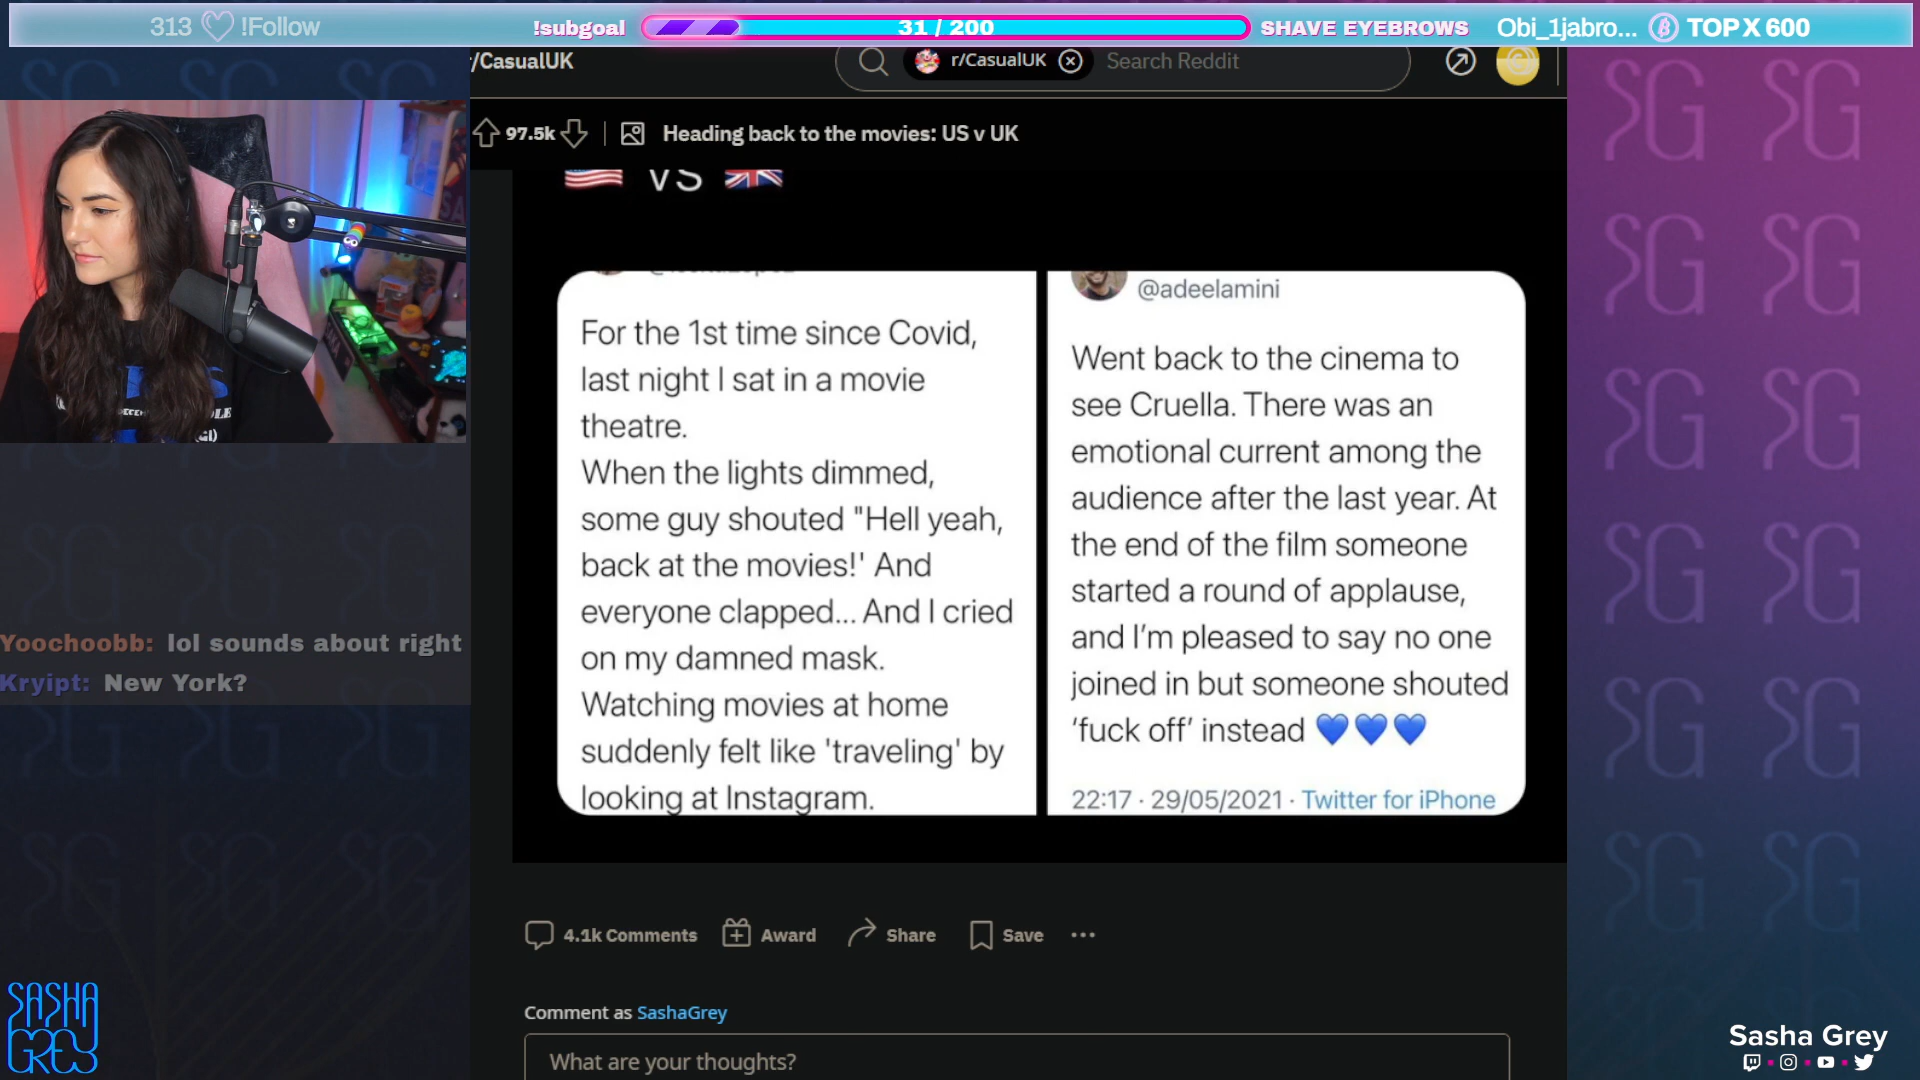 313 !Follow
!subgoal
31 / 200
SHAVE EYEBROWS
Obi_1jabro... TOP X 600
/CasualUK
r/CasualUK
Search Reddit
97.5k
Heading back to the movies: US v UK
VS
@adeelamini
For the 1st time since Covid,
last night I sat in a movie
theatre.
When the lights dimmed,
some guy shouted "Hell yeah,
back at the movies!' And
everyone clapped... And I cried
on my damned mask.
Watching movies at home
suddenly felt like 'traveling' by
looking at Instagram.
Went back to the cinema to
see Cruella. There was an
emotional current among the
audience after the last year. At
the end of the film someone
started a round of applause,
and I'm pleased to say no one
joined in but someone shouted
'fuck off' instead 💙💙💙
22:17 · 29/05/2021 · Twitter for iPhone
Yoochoobb: lol sounds about right
Kryipt: New York?
4.1k Comments
Award
Share
Save
Comment as SashaGrey
What are your thoughts?
SASHA
GREY
Sasha Grey